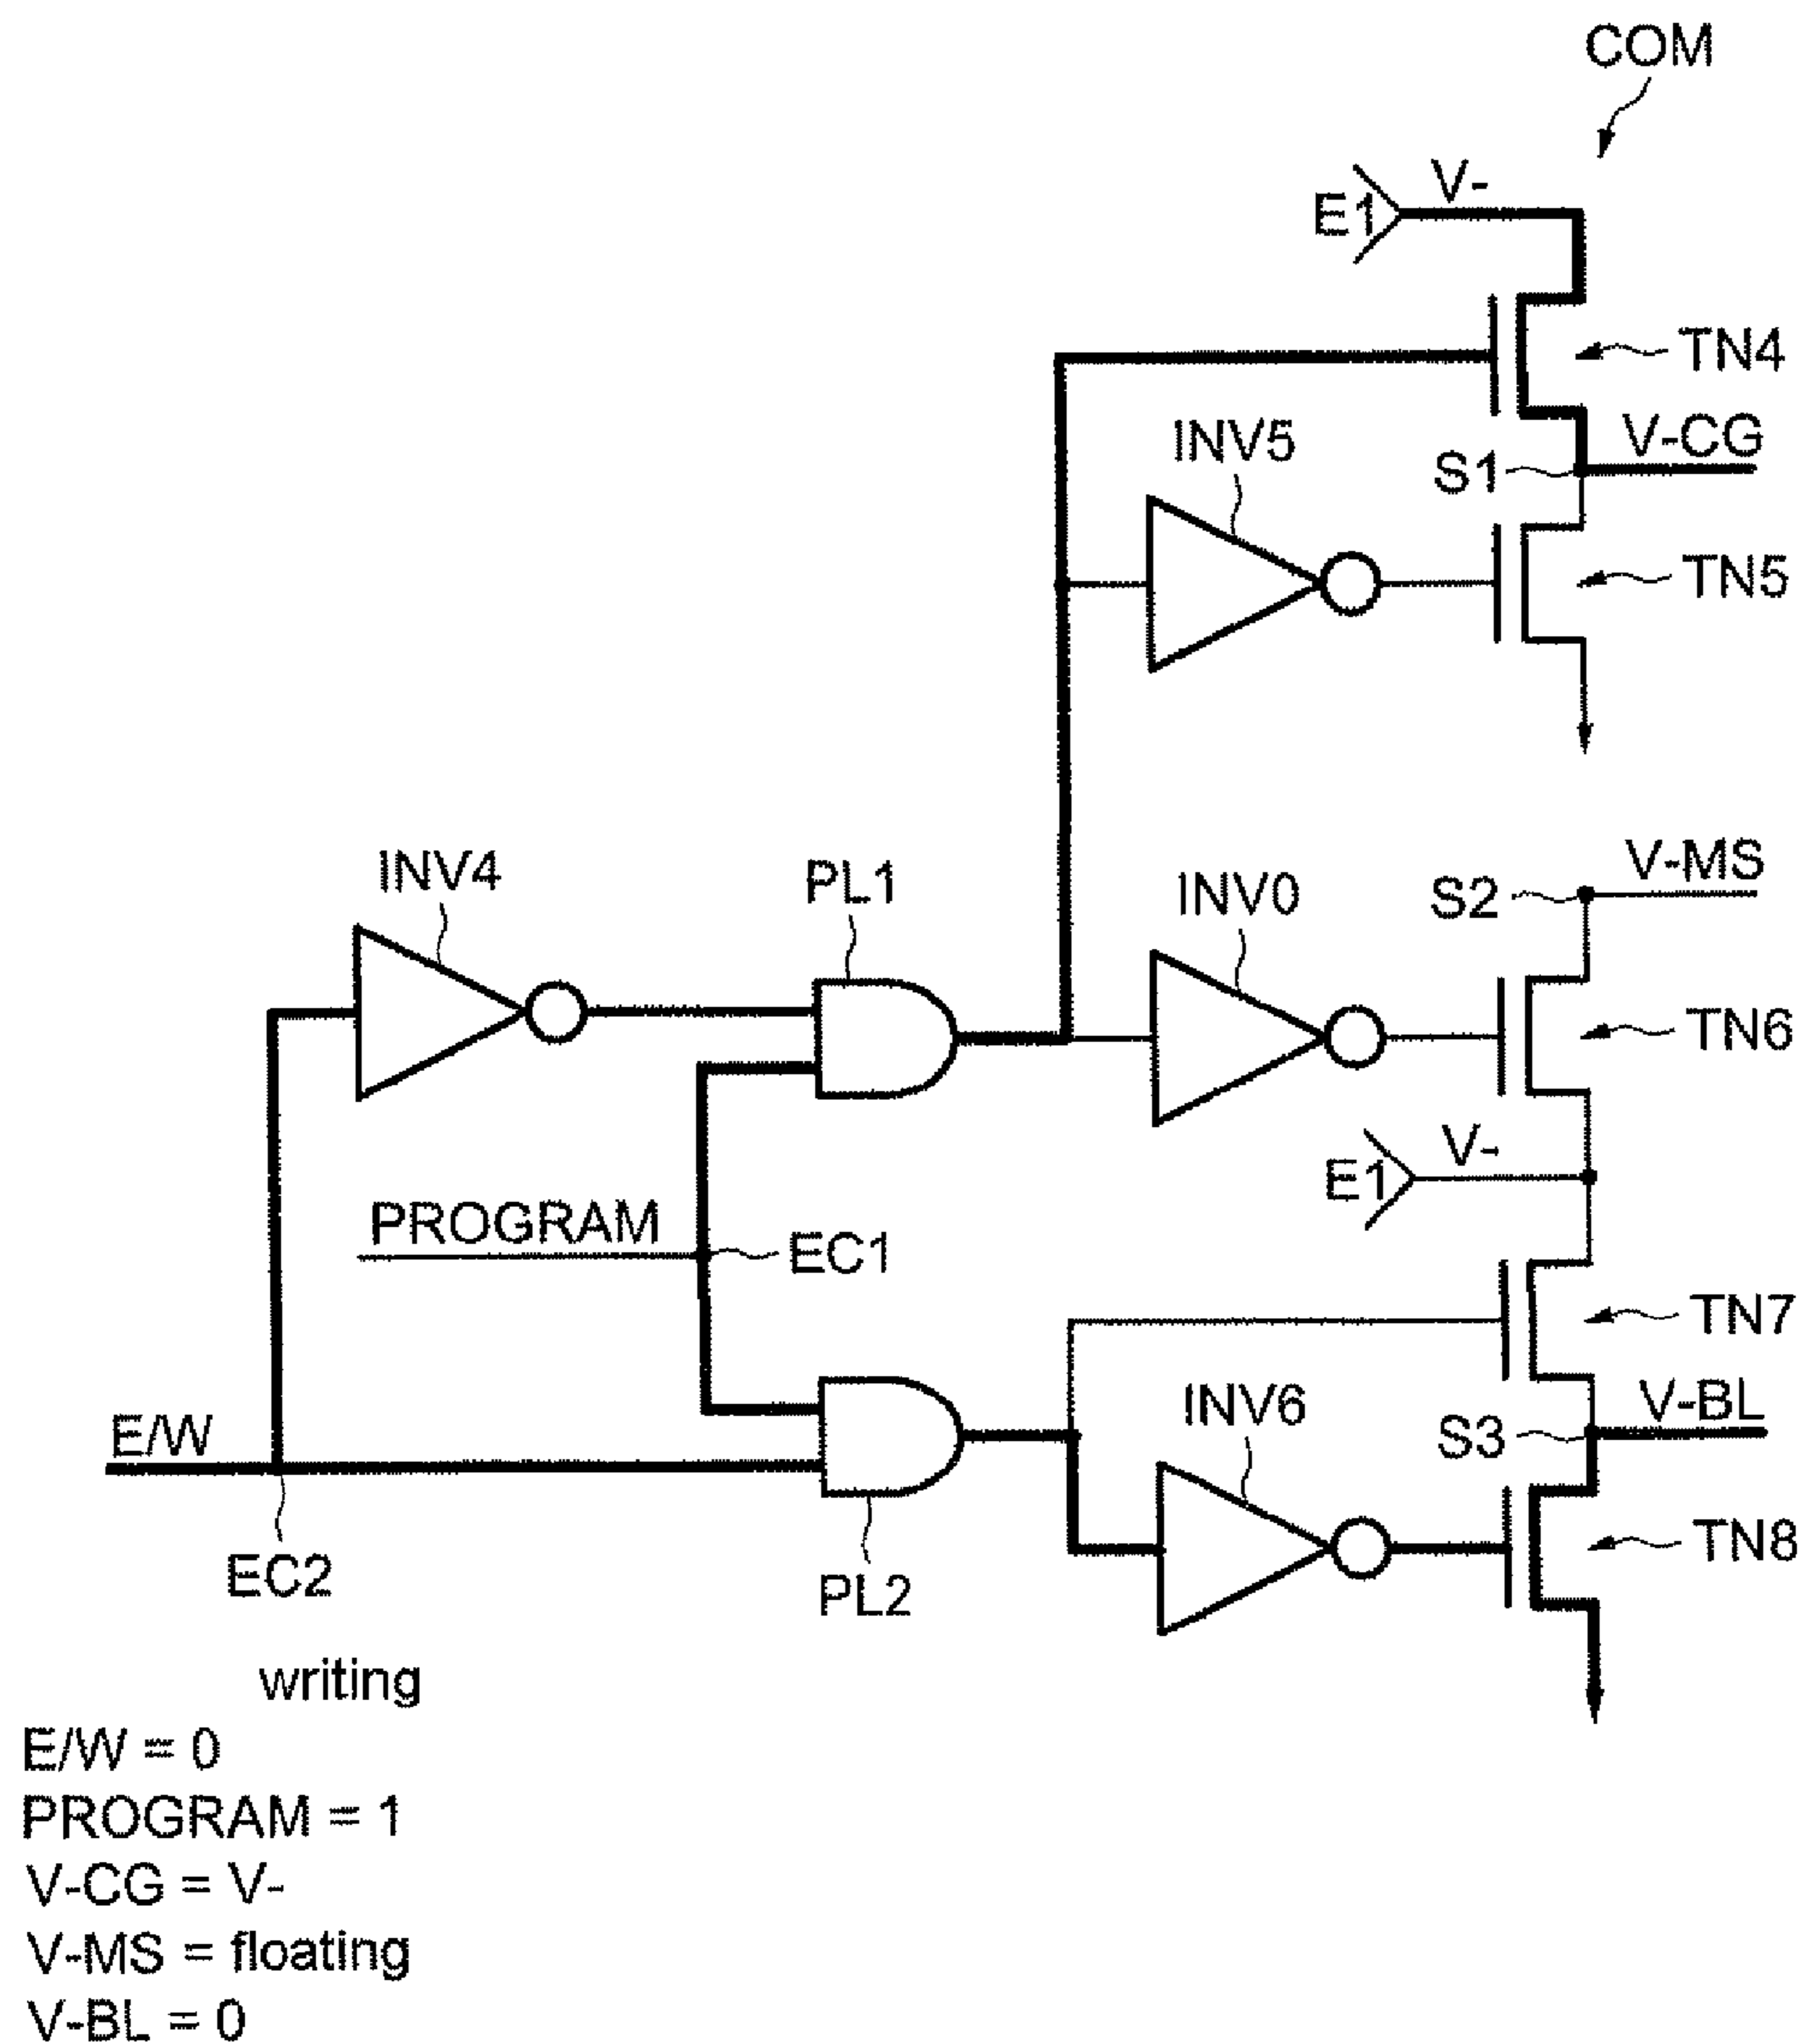 COM
V-
E1
TN4
V-CG
INV5
S1
TN5
V-MS
INV4
PL1
INV0
S2
TN6
V-
E1
PROGRAM
EC1
TN7
V-BL
INV6
E/W
S3
TN8
EC2
PL2
writing
E/W = 0
PROGRAM = 1
V-CG = V-
V-MS = floating
V-BL = 0